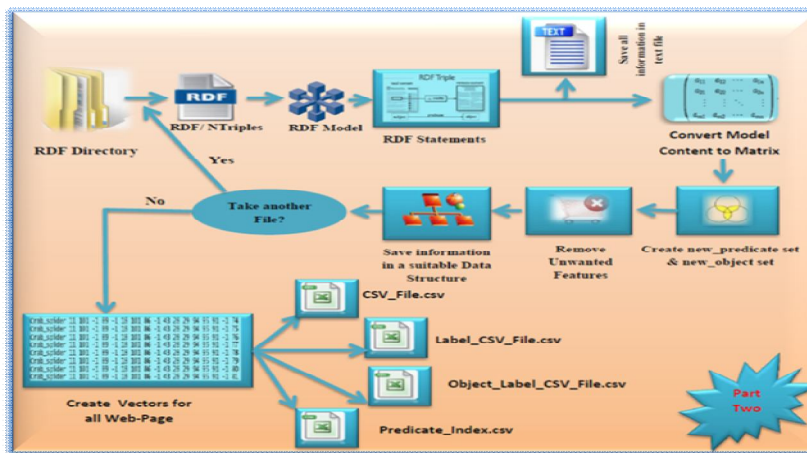 TEXT
Save all
information in
text file
RDF Triple
RDF
RDF Directory
RDF/ NTriples
RDF Model
RDF Statements
Convert Model
Content to Matrix
Yes
No
Take another
File?
Save information
in a suitable Data
Structure
Remove
Unwanted
Features
Create new_predicate set
& new_object set
CSV_File.csv
Label_CSV_File.csv
Object_Label_CSV_File.csv
Predicate_Index.csv
Create Vectors for
all Web-Page
Part
Two